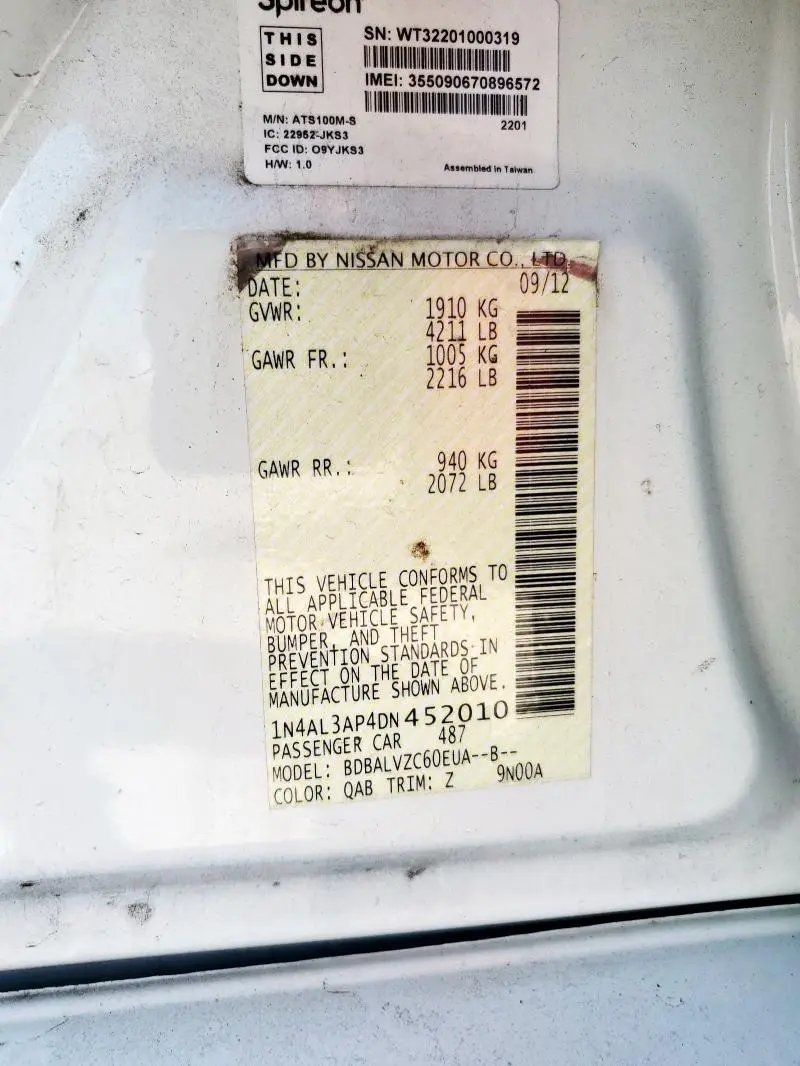 Spireon
THIS
SIDE
DOWN
SN: WT32201000319
IMEI: 355090670896572
2201
M/N: ATS100M-S
IC: 22952-JKS3
FCC ID: O9YJKS3
H/W: 1.0
Assembled in Taiwan
MFD BY NISSAN MOTOR CO., LTD.
DATE: 09/12
GVWR: 1910 KG
4211 LB
GAWR FR.: 1005 KG
2216 LB
GAWR RR.: 940 KG
2072 LB
THIS VEHICLE CONFORMS TO
ALL APPLICABLE FEDERAL
MOTOR VEHICLE SAFETY,
BUMPER, AND THEFT
PREVENTION STANDARDS IN
EFFECT ON THE DATE OF
MANUFACTURE SHOWN ABOVE.
1N4AL3AP4DN452010
PASSENGER CAR 487
MODEL: BDBALVZC60EUA--B--
COLOR: QAB TRIM: Z 9N00A